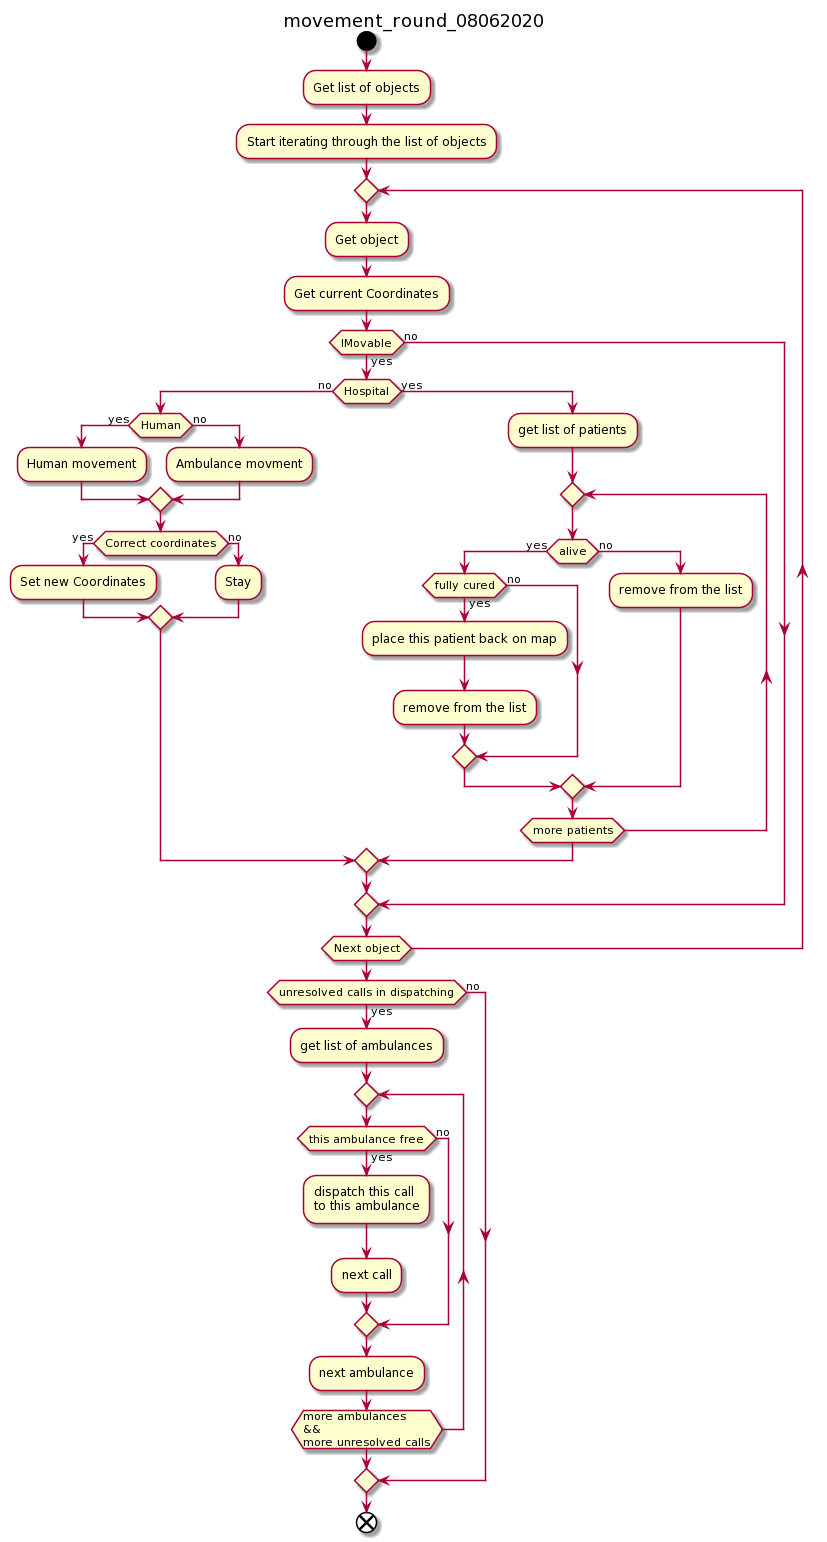 movement_round_08062020
Get list of objects
Start iterating through the list of objects
Get object
Get current Coordinates
IMovable
no
yes
no
Hospital
yes
yes
Human
no
get list of patients
Human movement
Ambulance movment
yes
Correct coordinates
no
yes
alive
no
Set new Coordinates
Stay
fully cured
no
remove from the list
yes
place this patient back on map
remove from the list
more patients
Next object
unresolved calls in dispatching
no
yes
get list of ambulances
this ambulance free
no
yes
dispatch this call
to this ambulance
next call
next ambulance
more ambulances
&&
more unresolved calls